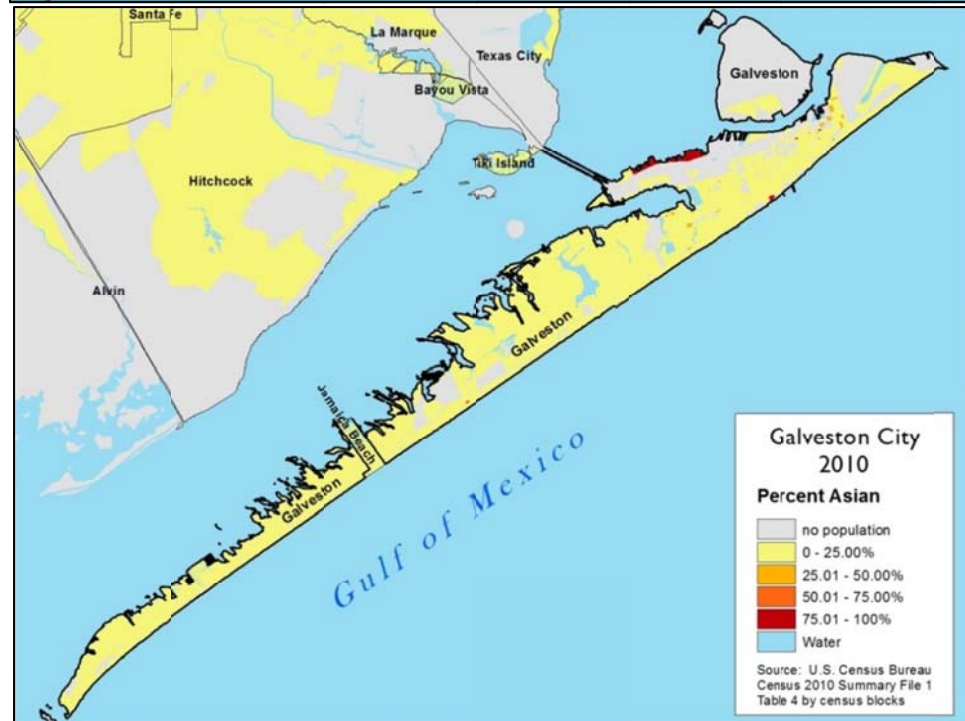 Santa Fe
La Marque
Texas City
Bayou Vista
Galveston
Tiki Island
Hitchcock
Alvin
Galveston
Jamaica Beach
Galveston
Gulf of Mexico
Galveston City
2010
Percent Asian
no population
0 - 25.00%
25.01 - 50.00%
50.01 - 75.00%
75.01 - 100%
Water
Source: U.S. Census Bureau
Census 2010 Summary File 1
Table 4 by census blocks